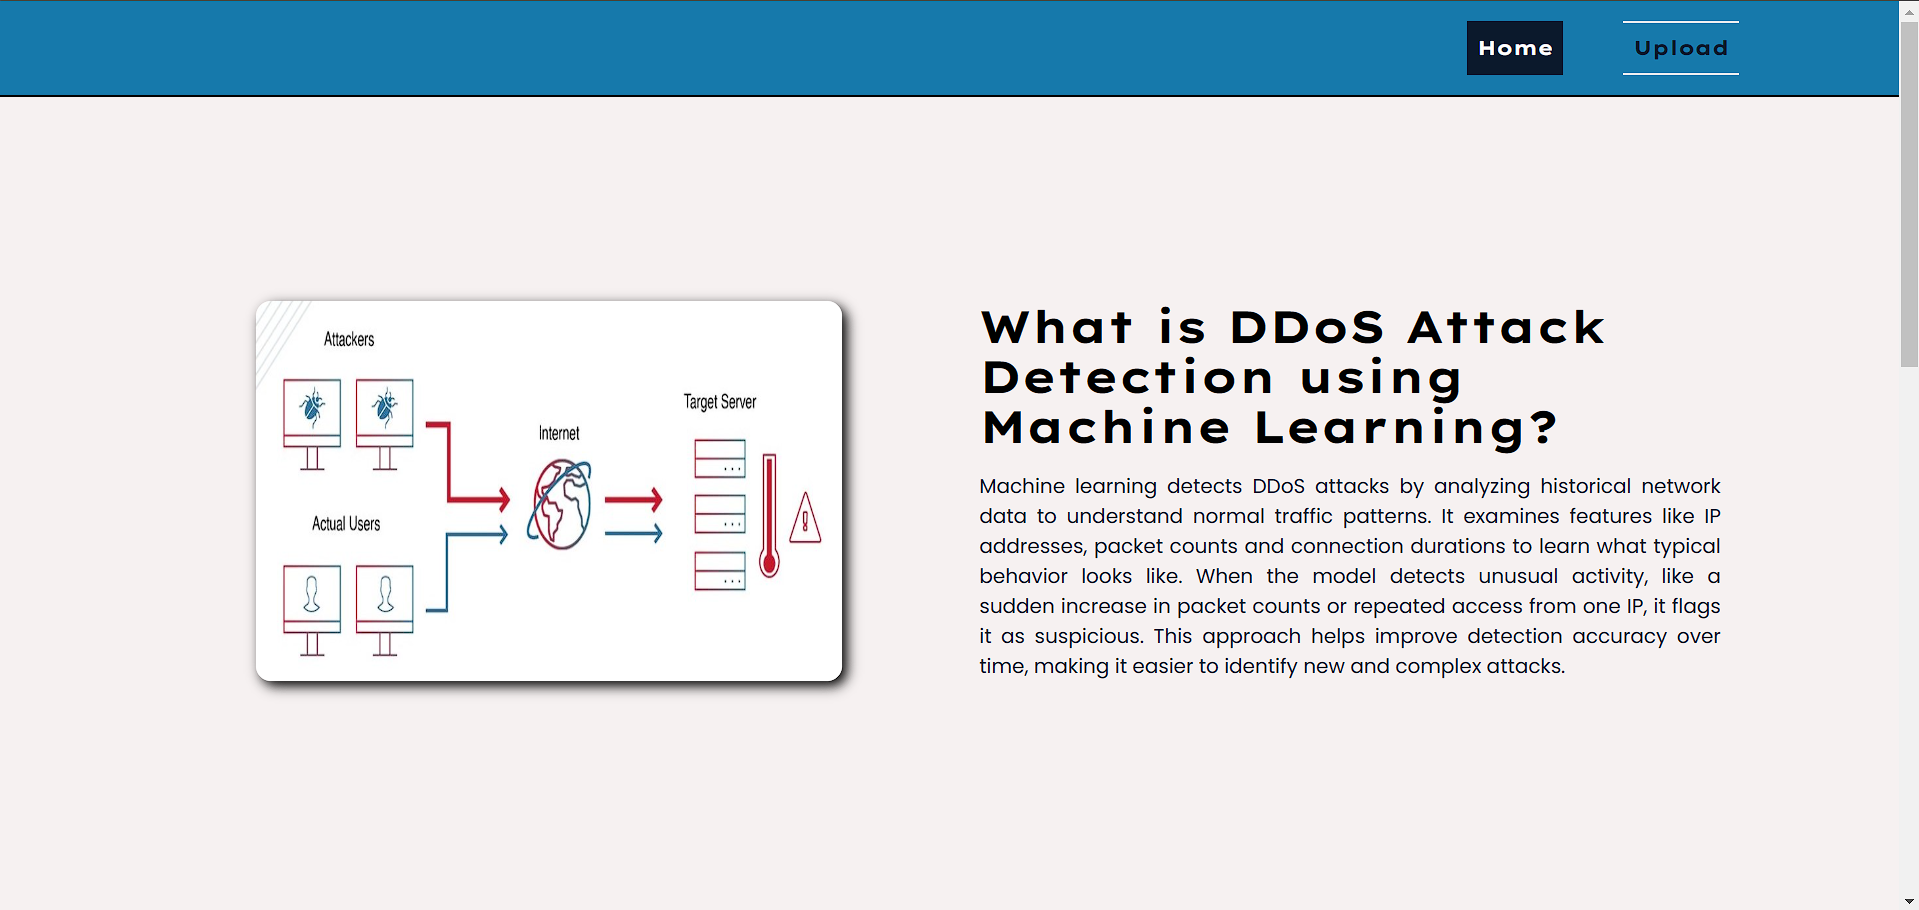 Home
Upload
Attackers
Actual Users
Internet
Target Server
What is DDoS Attack
Detection using
Machine Learning?
Machine learning detects DDoS attacks by analyzing historical network
data to understand normal traffic patterns. It examines features like IP
addresses, packet counts and connection durations to learn what typical
behavior looks like. When the model detects unusual activity, like a
sudden increase in packet counts or repeated access from one IP, it flags
it as suspicious. This approach helps improve detection accuracy over
time, making it easier to identify new and complex attacks.